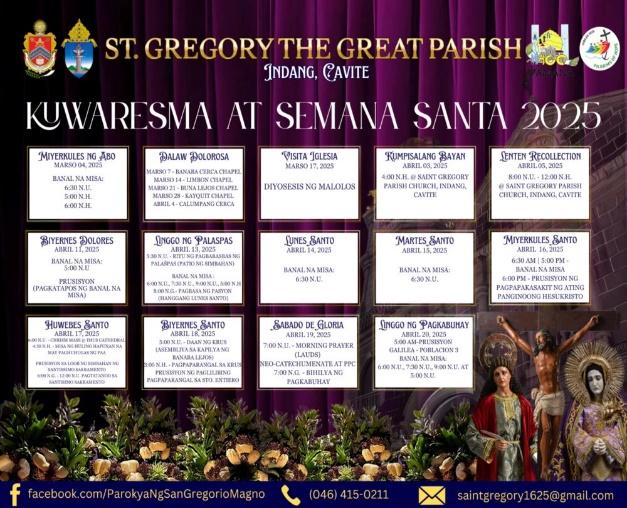 ST. GREGORY THE GREAT PARISH
INDANG, CAVITE
KUWARESMA AT SEMANA SANTA 2025
MIYERKULES NG ABO
MARSO 04, 2025
BANAL NA MISA:
6:30 N.U.
5:00 N.H.
6:00 N.H.
DALAW DOLOROSA
MARSO 7 - BANABA CERCA CHAPEL
MARSO 14 - LIMBON CHAPEL
MARSO 21 - BUNA LEJOS CHAPEL
MARSO 28 - KAYQUIT CHAPEL
ABRIL 4 - CALUMPANG CERCA
VISITA IGLESIA
MARSO 17, 2025
DIYOSESIS NG MALOLOS
KUMPISALANG BAYAN
ABRIL 03, 2025
4:00 N.H. @ SAINT GREGORY
PARISH CHURCH, INDANG,
CAVITE
LENTEN RECOLLECTION
ABRIL 05, 2025
8:00 N.U. - 12:00 N.H.
@ SAINT GREGORY PARISH
CHURCH, INDANG, CAVITE
BIYERNES DOLORES
ABRIL 11, 2025
BANAL NA MISA:
5:00 N.U
PRUSISYON
(PAGKATAPOS NG BANAL NA
MISA)
LINGGO NG PALASPAS
ABRIL 13, 2025
5:30 N.U. - RITU NG PAGBABASBAS NG
PALASPAS (PATIO NG SIMBAHAN)
BANAL NA MISA :
6:00 N.U., 7:30 N.U., 9:00 N.U., 5:00 N.H
8:00 N.G.- PAGBASA NG PASYON
(HANGGANG LUNES SANTO)
LUNES SANTO
ABRIL 14, 2025
BANAL NA MISA:
6:30 N.U.
MARTES SANTO
ABRIL 15, 2025
BANAL NA MISA:
6:30 N.U.
MIYERKULES SANTO
ABRIL 16, 2025
6:30 AM | 5:00 PM -
BANAL NA MISA
6:00 PM - PRUSISYON NG
PAGPAPAKASAKIT NG ATING
PANGINOONG HESUKRISTO
HUWEBES SANTO
ABRIL 17, 2025
6:00 N.U. - CHRISM MASS @ IMUS CATHEDRAL
4:30 N.H. - MISA NG HULING HAPUNAN NA
MAY PAGHUHUGAS NG PAA
PRUSISYON SA LOOB NG SIMBAHAN NG
SANTISIMO SAKRAMENTO
12:00 N.U. PAGTATANOD SA
SANTISIMO SAKRAMENTO
BIYERNES SANTO
ABRIL 18, 2025
5:00 N.U. - DAAN NG KRUS
(ASEMBLIYA SA KAPILYA NG
BANABA LEJOS)
3:00 N.H. - PAGPAPARANGAL SA KRUS
PRUSISYON NG PAGLILIBING
PAGPAPARANGAL SA STO. ENTIERO
SABADO DE GLORIA
ABRIL 19, 2025
7:00 N.U. - MORNING PRAYER
(LAUDS)
NEO-CATECHUMENATE AT PPC
7:00 N.G. - BIHILYA NG
PAGKABUHAY
LINGGO NG PAGKABUHAY
ABRIL 20, 2025
5:00 AM-PRUSISYON
GALILEA - POBLACION 3
BANAL NA MISA:
6:00 N.U., 7:30 N.U., 9:00 N.U. AT
5:00 N.U.
facebook.com/ParokyaNgSanGregorioMagno
(046) 415-0211
saintgregory1625@gmail.com